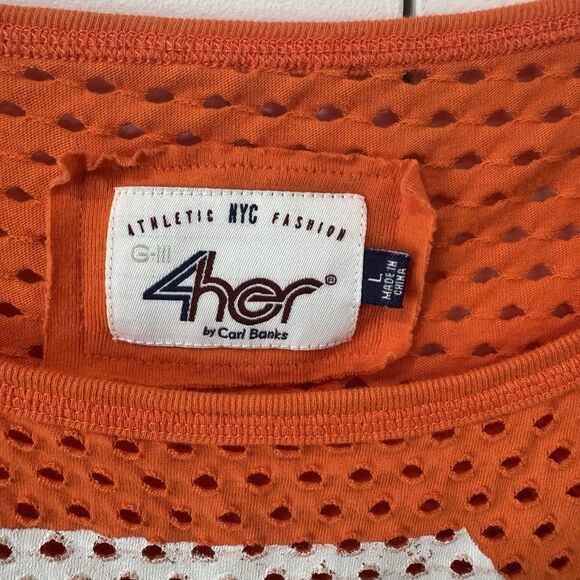 ATHLETIC NYC FASHION
G-III
4her®
by Carl Banks
L
MADE IN
CHINA